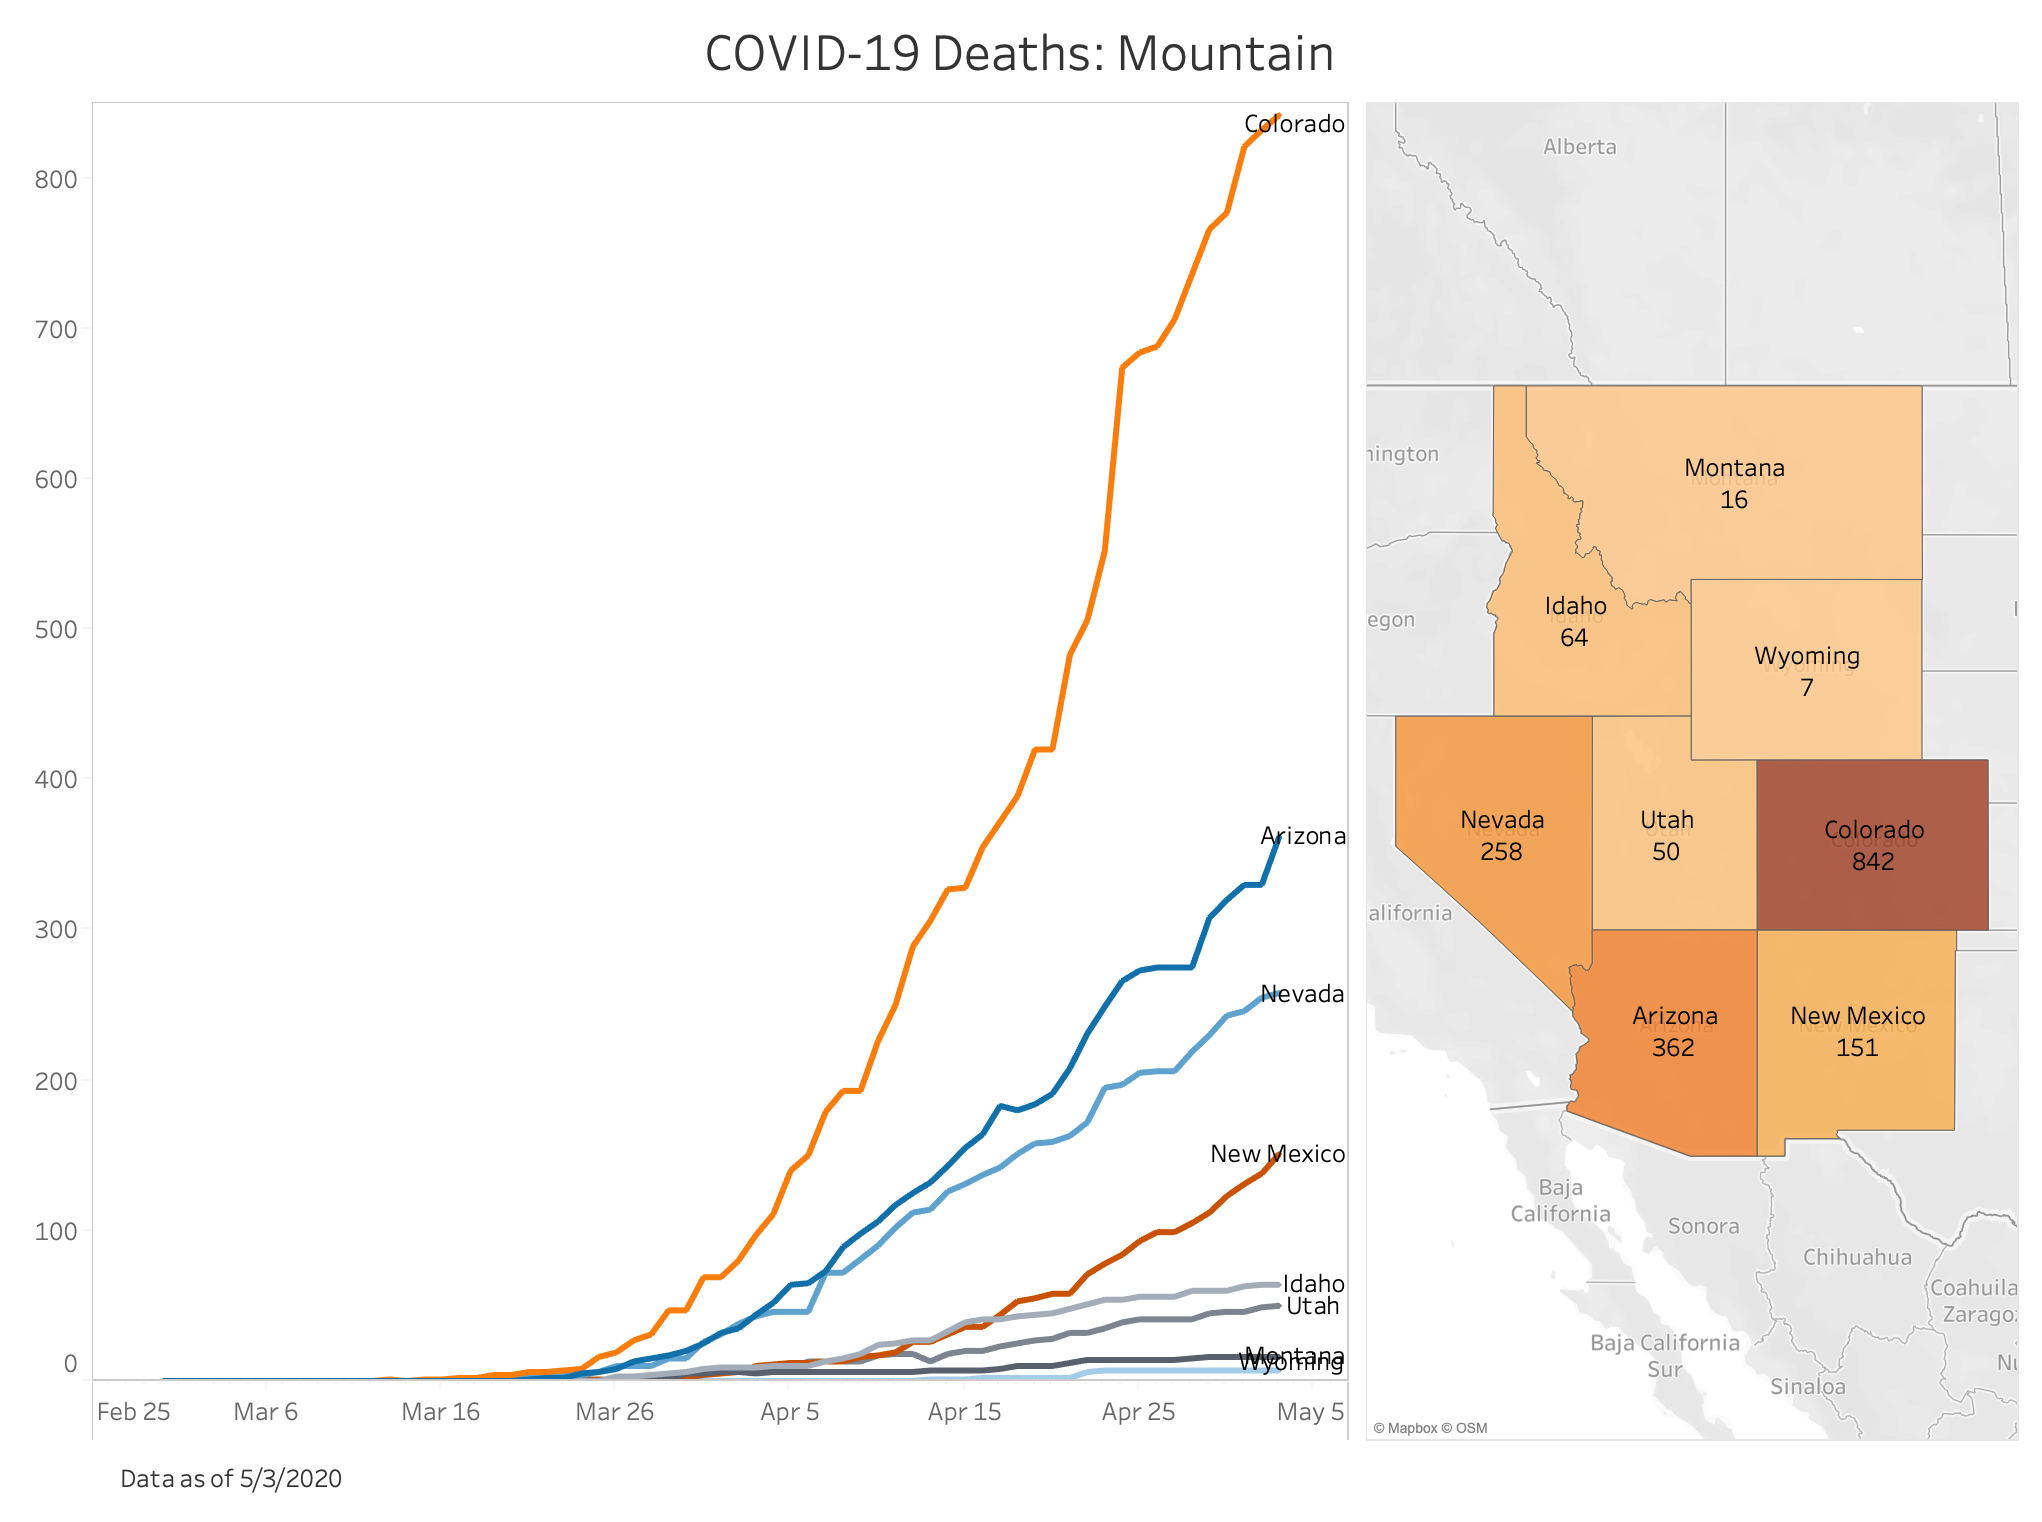 COVID-19 Deaths: Mountain
800
700
600
500
400
300
200
100
0
Colorado
Arizona
Nevada
New Mexico
Idaho
Utah
Montana
Wyoming
Feb 25
Mar 6
Mar 16
Mar 26
Apr 5
Apr 15
Apr 25
May 5
Data as of 5/3/2020
Alberta
hington
Montana
16
egon
Idaho
64
Wyoming
7
Nevada
258
Utah
50
Colorado
842
alifornia
Arizona
362
New Mexico
151
Baja
California
Sonora
Chihuahua
Coahuila
Zarago
Baja California
Sur
Sinaloa
Nu
© Mapbox © OSM